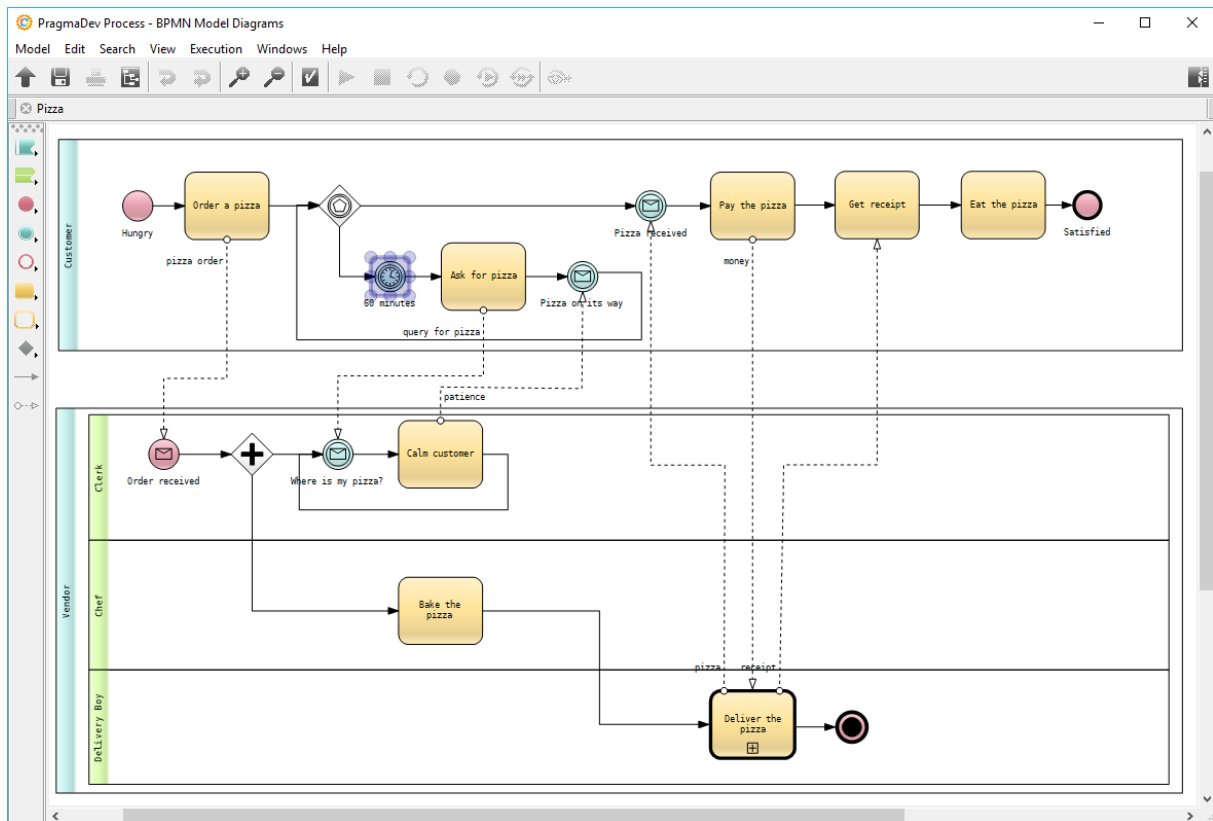 PragmaDev Process - BPMN Model Diagrams
Model Edit Search View Execution Windows Help
Pizza
Customer
Hungry
Order a pizza
pizza order
60 minutes
Ask for pizza
query for pizza
Pizza on its way
Pizza received
Pay the pizza
money
Get receipt
Eat the pizza
Satisfied
patience
Vendor
Clerk
Order received
Where is my pizza?
Calm customer
Chef
Bake the
pizza
pizza
receipt
Delivery Boy
Deliver the
pizza